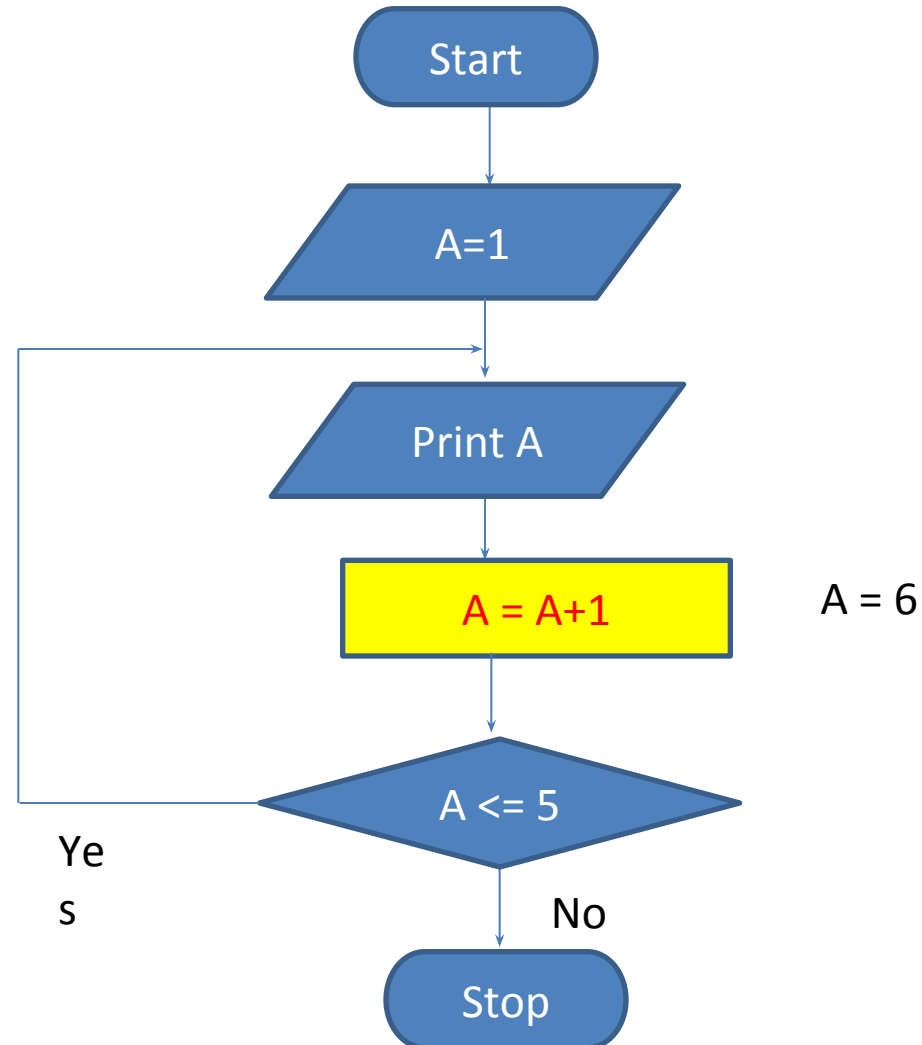 Start
A=1
Print A
A = A+1
A = 6
A <= 5
Ye
s
No
Stop